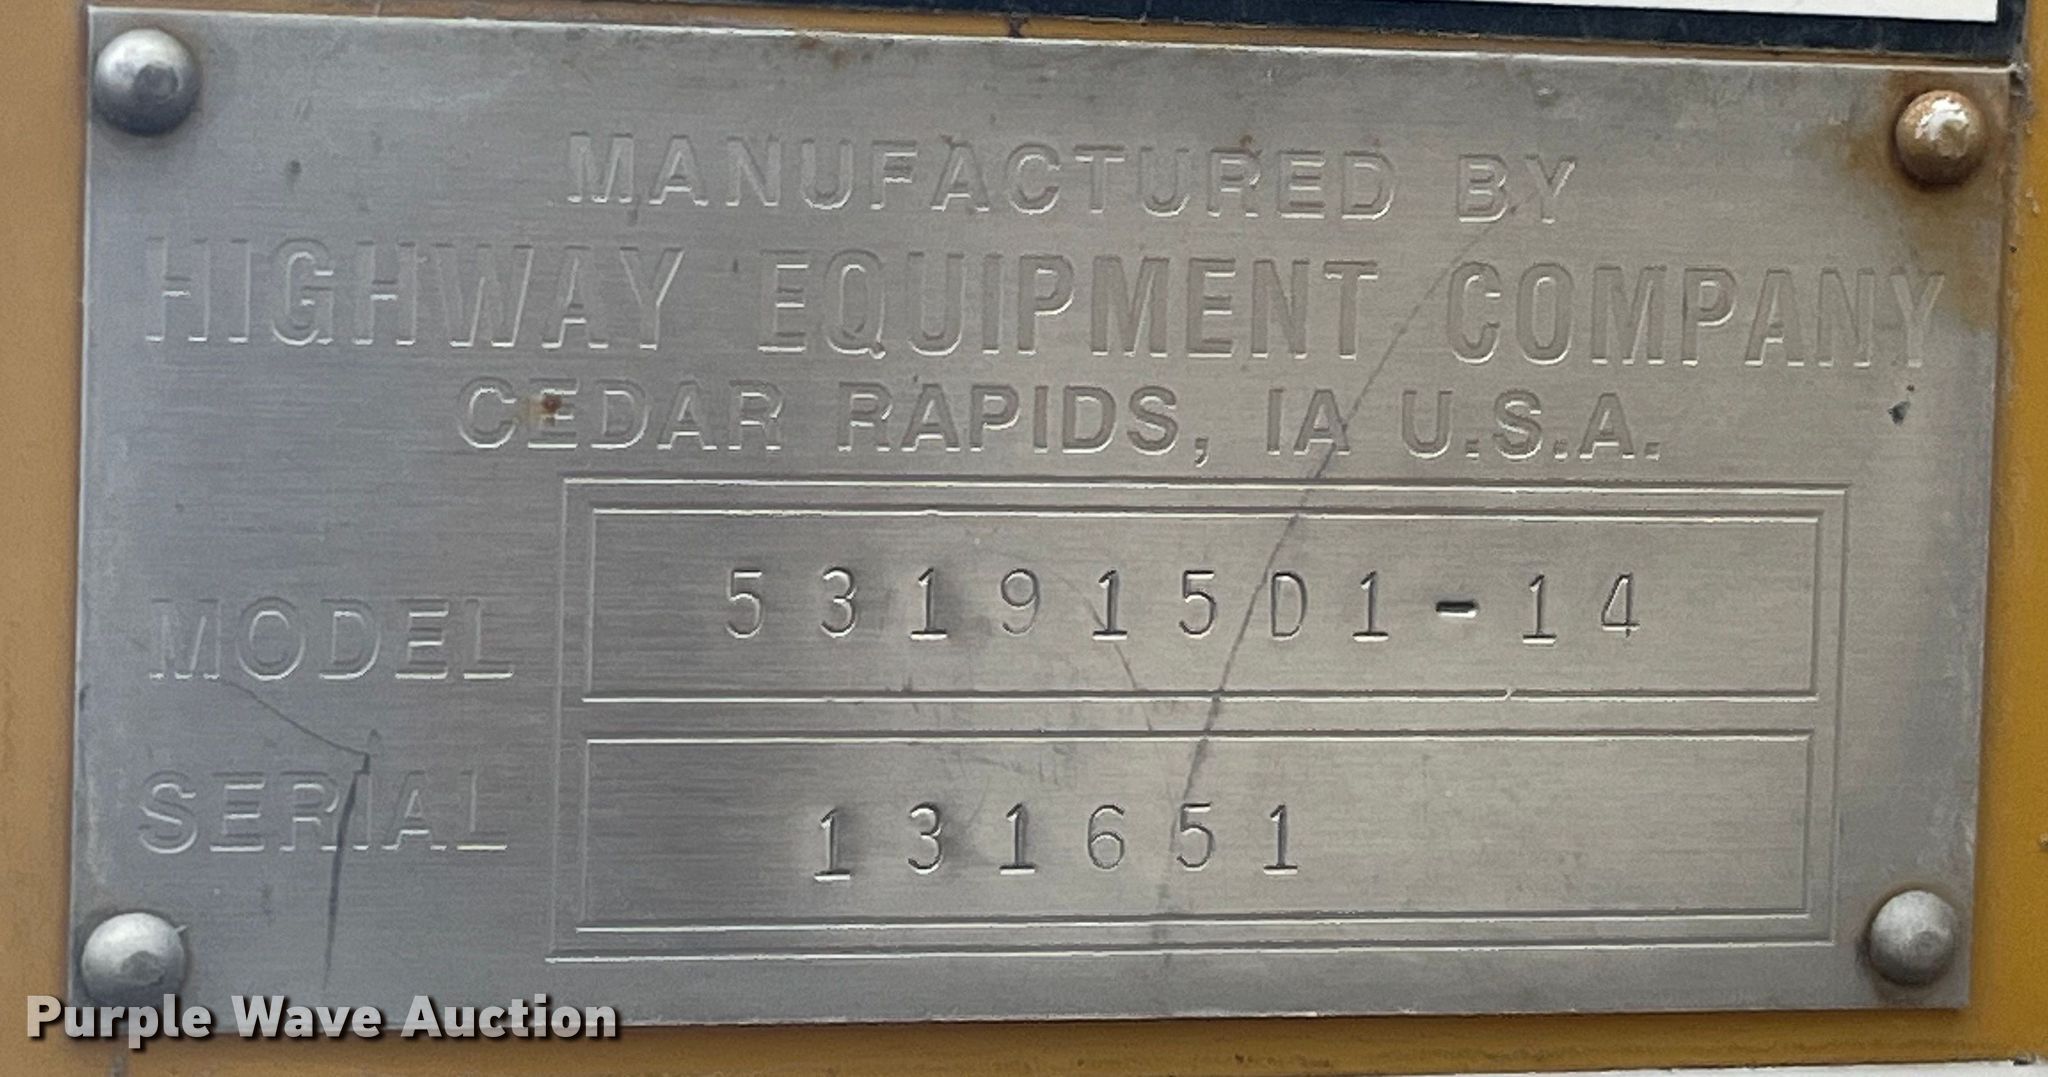 MANUFACTURED BY
HIGHWAY EQUIPMENT COMPANY
CEDAR RAPIDS, IA U.S.A.
MODEL 531915D1-14
SERIAL 131651
Purple Wave Auction